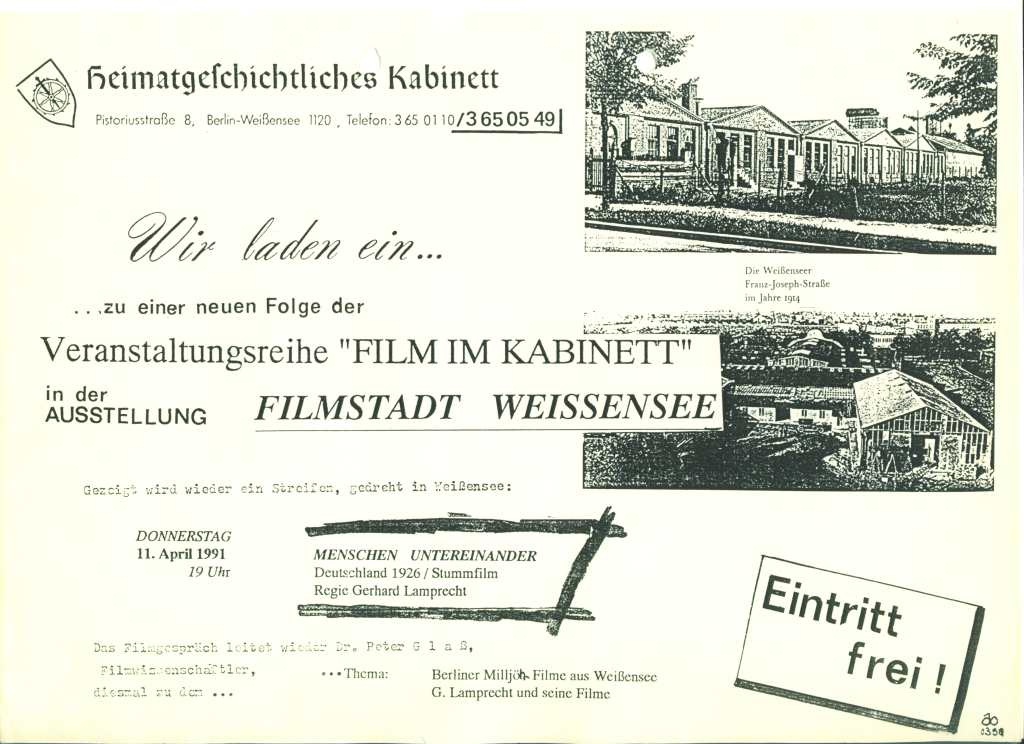 Heimatgeschichtliches Kabinett
Pistoriusstraße 8, Berlin-Weißensee 1120, Telefon: 3 65 01 10 / 3 65 05 49
Wir laden ein...
...zu einer neuen Folge der
Veranstaltungsreihe "FILM IM KABINETT"
in der
AUSSTELLUNG
FILMSTADT WEISSENSEE
Die Weißenseer
Franz-Joseph-Straße
im Jahre 1914
Gezeigt wird wieder ein Streifen, gedreht in Weißensee:
DONNERSTAG
11. April 1991
19 Uhr
MENSCHEN UNTEREINANDER
Deutschland 1926 / Stummfilm
Regie Gerhard Lamprecht
Das Filmgespräch leitet wieder Dr. Peter G l a ß,
Filmwissenschaftler,
diesmal zu dem ...
...Thema:
Berliner Milljöh-Filme aus Weißensee
G. Lamprecht und seine Filme
Eintritt
frei !